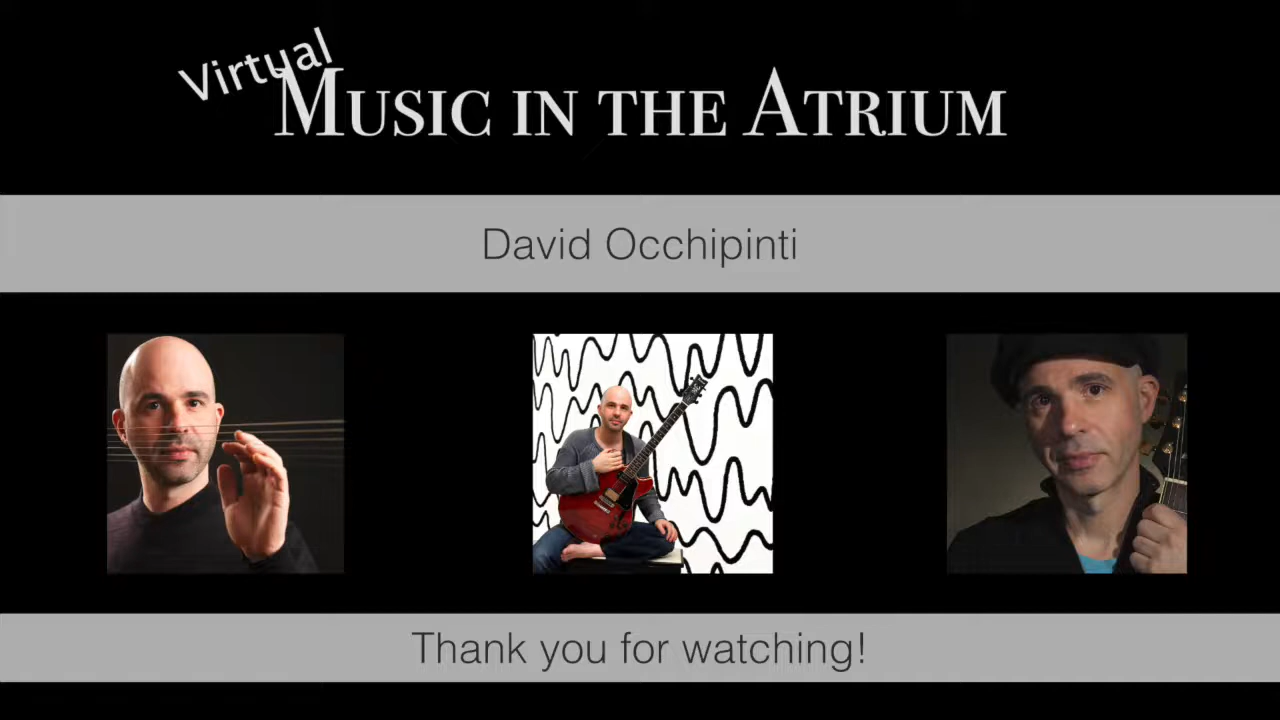 Virtual
Music in the Atrium
David Occhipinti
Thank you for watching!